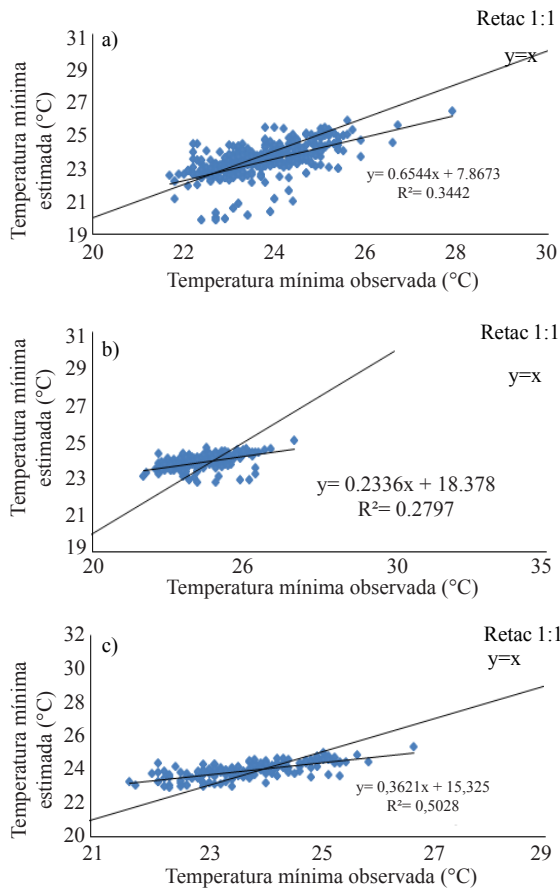 Retac 1:1
a)
y=x
31
29
27
25
23
21
19
Temperatura mínima
estimada (°C)
y= 0.6544x + 7.8673
R²= 0.3442
20 22 24 26 28 30
Temperatura mínima observada (°C)
Retac 1:1
b)
y=x
31
29
27
25
23
21
19
Temperatura mínima
estimada (°C)
y= 0.2336x + 18.378
R²= 0.2797
20 26 30 35
Temperatura mínima observada (°C)
Retac 1:1
c)
y=x
32
30
28
26
24
22
20
Temperatura mínima
estimada (°C)
y= 0,3621x + 15,325
R²= 0,5028
21 23 25 27 29
Temperatura mínima observada (°C)